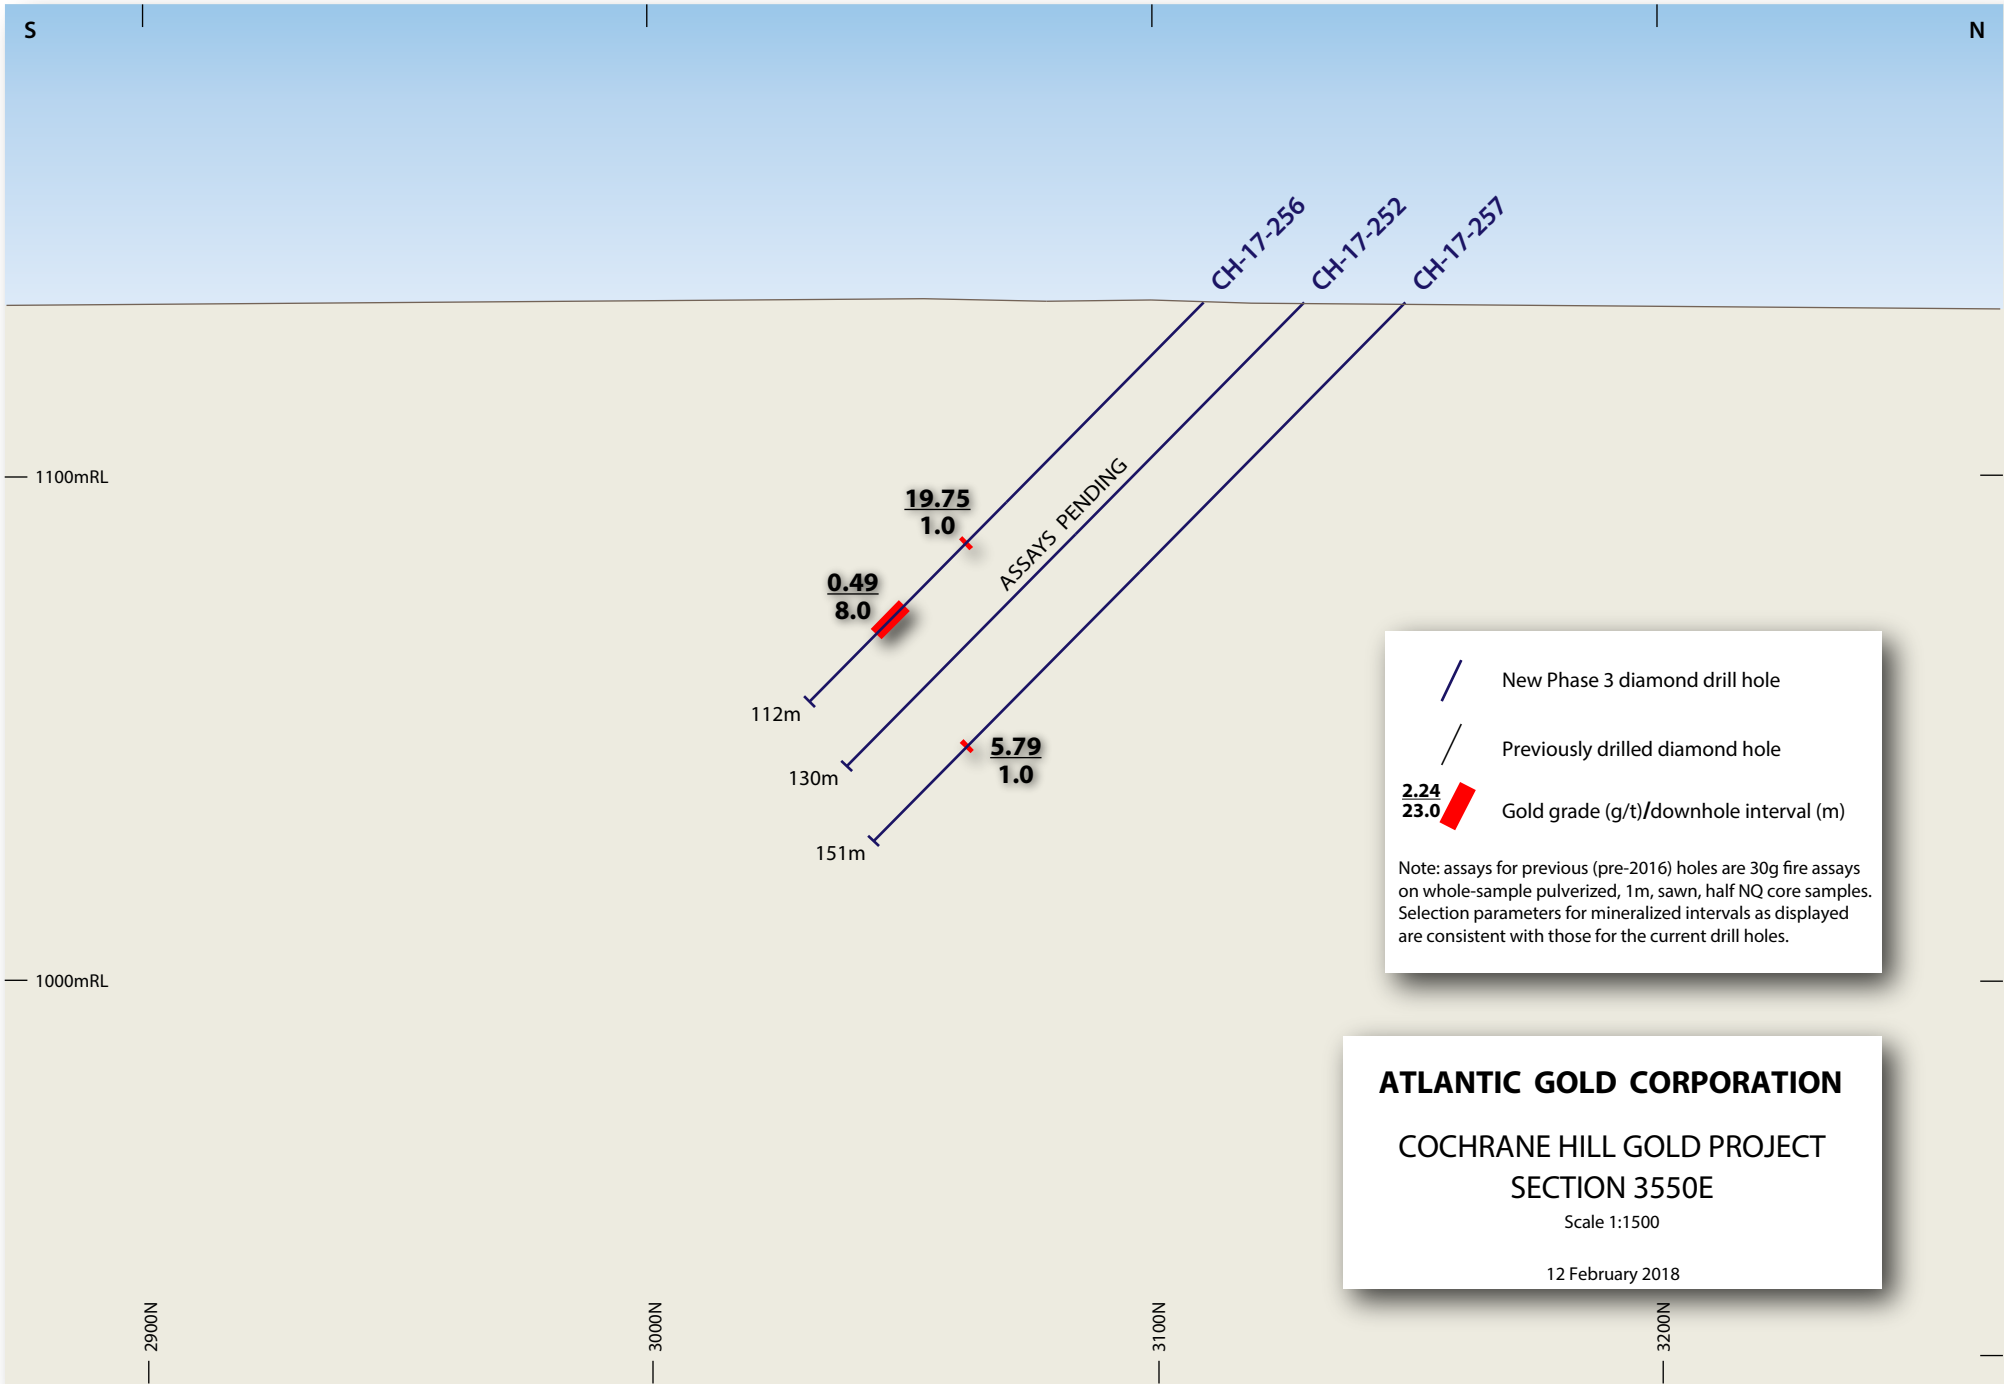 S
N
CH-17-256
CH-17-252
CH-17-257
1100mRL
19.75
1.0
ASSAYS PENDING
0.49
8.0
112m
130m
5.79
1.0
151m
New Phase 3 diamond drill hole
Previously drilled diamond hole
2.24
23.0
Gold grade (g/t)/downhole interval (m)
Note: assays for previous (pre-2016) holes are 30g fire assays
on whole-sample pulverized, 1m, sawn, half NQ core samples.
Selection parameters for mineralized intervals as displayed
are consistent with those for the current drill holes.
1000mRL
ATLANTIC GOLD CORPORATION
COCHRANE HILL GOLD PROJECT
SECTION 3550E
Scale 1:1500
12 February 2018
2900N
3000N
3100N
3200N